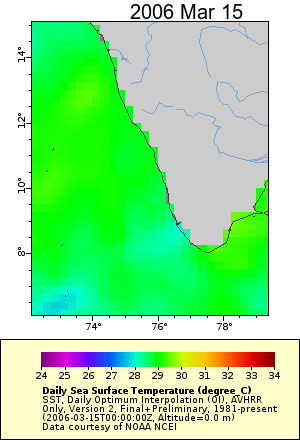 2006 Mar 15
14°
12°
10°
8°
74° 76° 78°
24 25 26 27 28 29 30 31 32 33 34
Daily Sea Surface Temperature (degree_C)
SST, Daily Optimum Interpolation (OI), AVHRR
Only, Version 2, Final+Preliminary, 1981-present
(2006-03-15T00:00:00Z, Altitude=0.0 m)
Data courtesy of NOAA NCEI